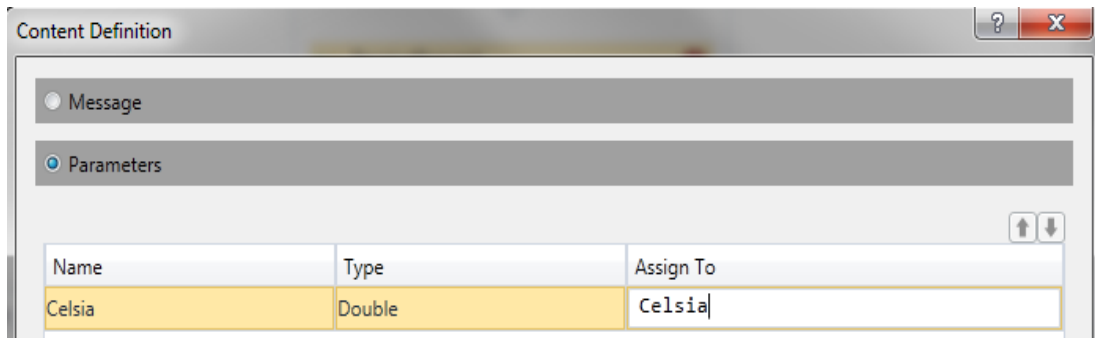 Content Definition
Message
Parameters
Name Type Assign To
Celsia Double Celsia